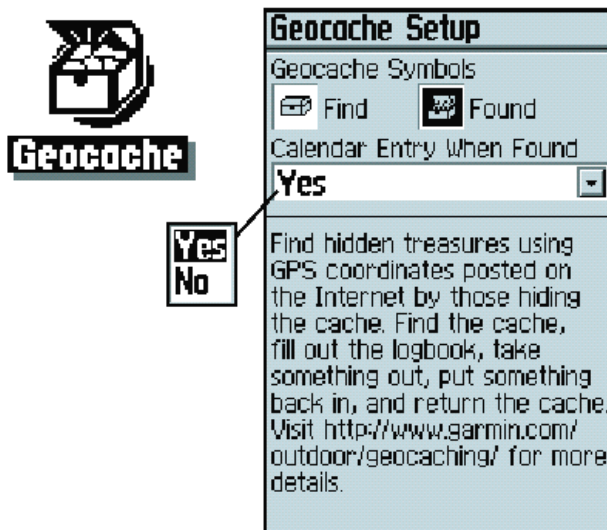 Geocache
Geocache Setup
Geocache Symbols
Find Found
Calendar Entry When Found
Yes
Yes
No
Find hidden treasures using
GPS coordinates posted on
the Internet by those hiding
the cache. Find the cache,
fill out the logbook, take
something out, put something
back in, and return the cache.
Visit http://www.garmin.com/
outdoor/geocaching/ for more
details.